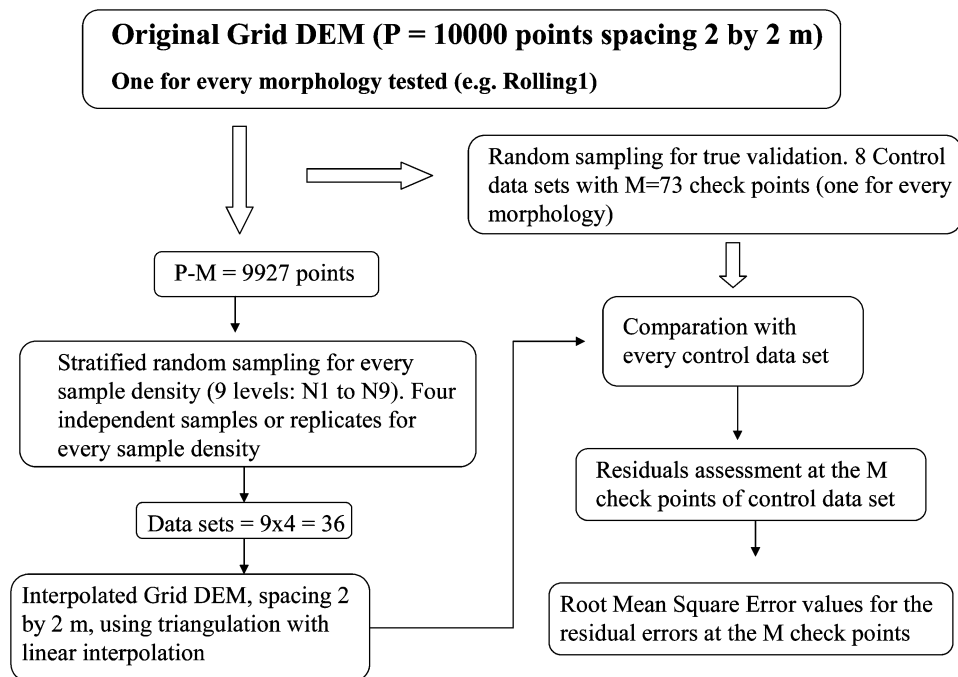 Original Grid DEM (P = 10000 points spacing 2 by 2 m)
One for every morphology tested (e.g. Rolling1)
Random sampling for true validation. 8 Control
data sets with M=73 check points (one for every
morphology)
P-M = 9927 points
Stratified random sampling for every
sample density (9 levels: N1 to N9). Four
independent samples or replicates for
every sample density
Data sets = 9x4 = 36
Interpolated Grid DEM, spacing 2
by 2 m, using triangulation with
linear interpolation
Comparation with
every control data set
Residuals assessment at the M
check points of control data set
Root Mean Square Error values for the
residual errors at the M check points